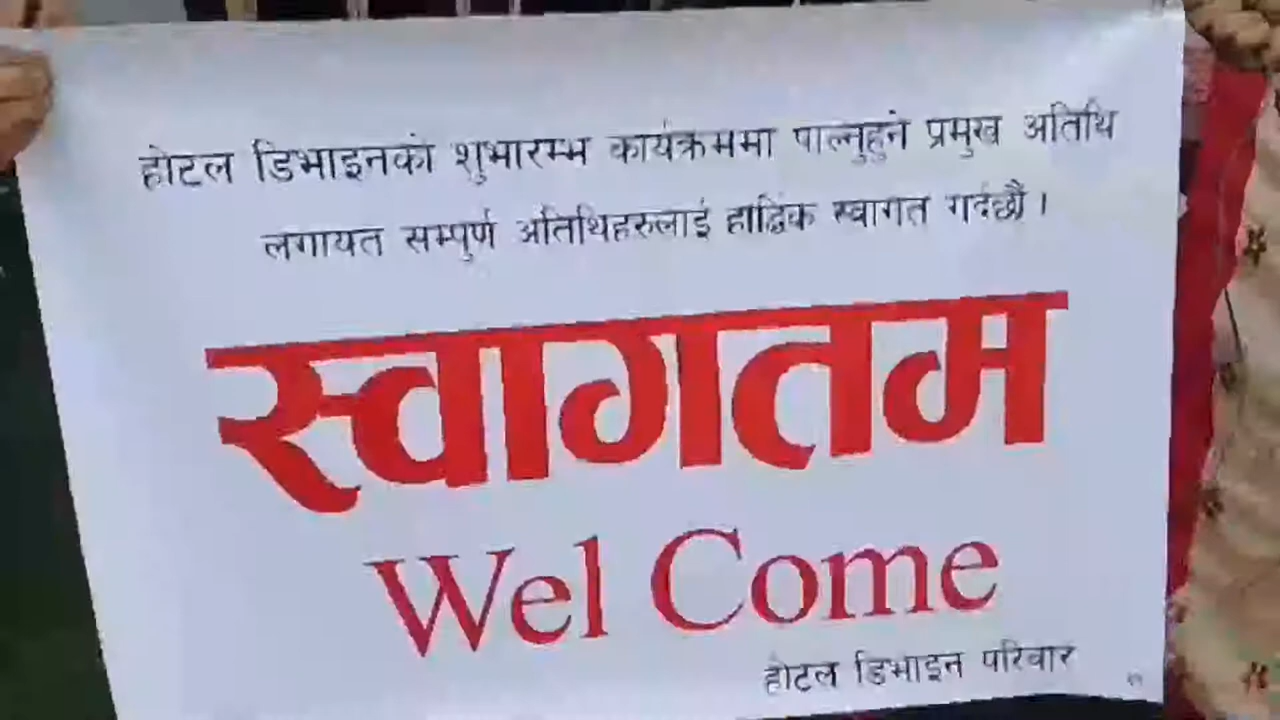 होटल डिभाइनको शुभारम्भ कार्यक्रममा पाल्नुहुने प्रमुख अतिथि
लगायत सम्पुर्ण अतिथिहरुलाई हार्दिक स्वागत गर्दछौं ।
स्वागतम
Wel Come
होटल डिभाइन परिवार